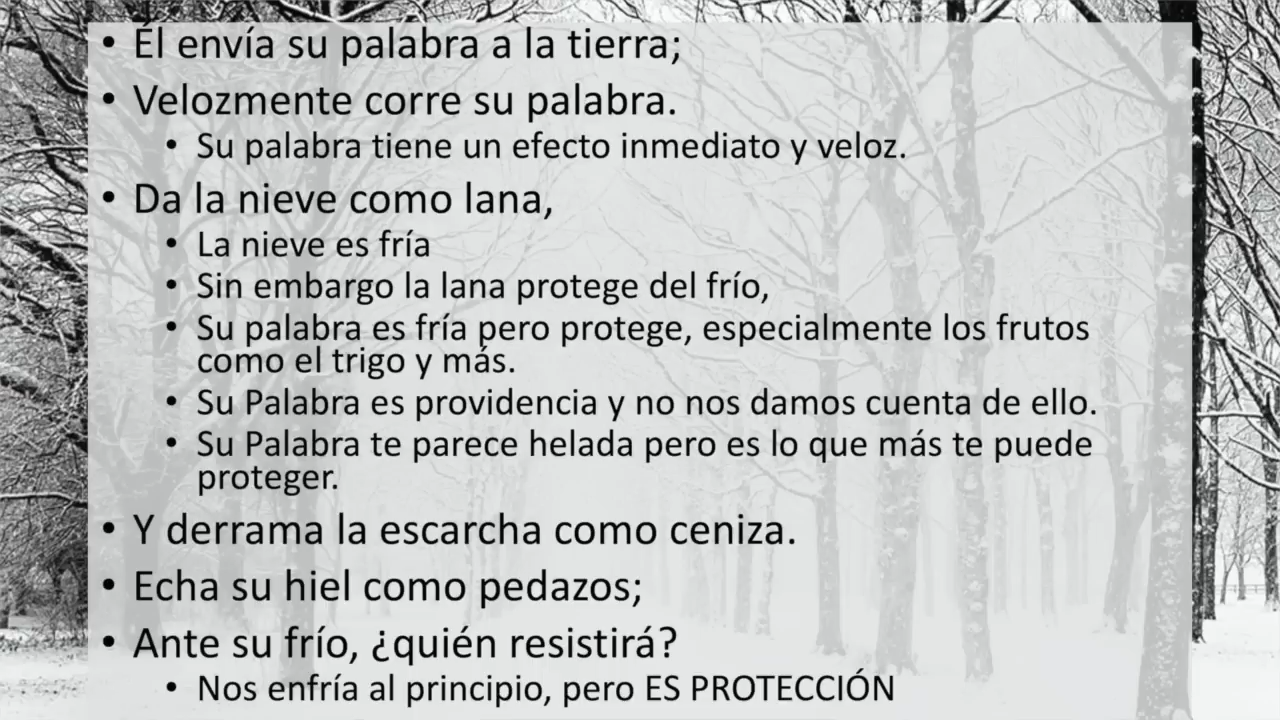 • Él envía su palabra a la tierra;
• Velozmente corre su palabra.
• Su palabra tiene un efecto inmediato y veloz.
• Da la nieve como lana,
• La nieve es fría
• Sin embargo la lana protege del frío,
• Su palabra es fría pero protege, especialmente los frutos
como el trigo y más.
• Su Palabra es providencia y no nos damos cuenta de ello.
• Su Palabra te parece helada pero es lo que más te puede
proteger.
• Y derrama la escarcha como ceniza.
• Echa su hiel como pedazos;
• Ante su frío, ¿quién resistirá?
• Nos enfría al principio, pero ES PROTECCIÓN